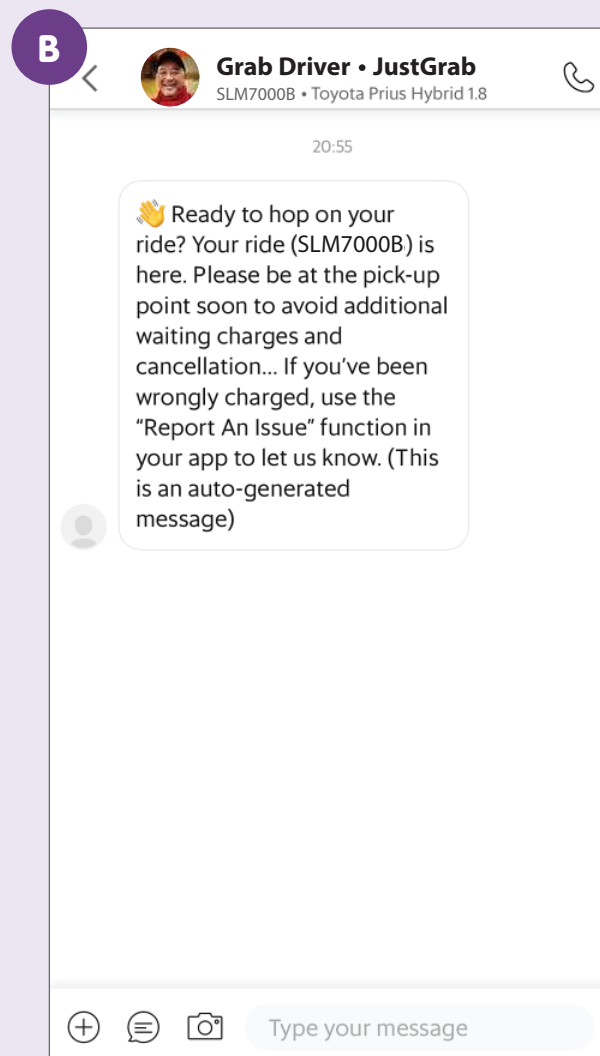 B
Grab Driver • JustGrab
SLM7000B • Toyota Prius Hybrid 1.8
20:55
👋 Ready to hop on your
ride? Your ride (SLM7000B) is
here. Please be at the pick-up
point soon to avoid additional
waiting charges and
cancellation... If you’ve been
wrongly charged, use the
“Report An Issue” function in
your app to let us know. (This
is an auto-generated
message)
Type your message